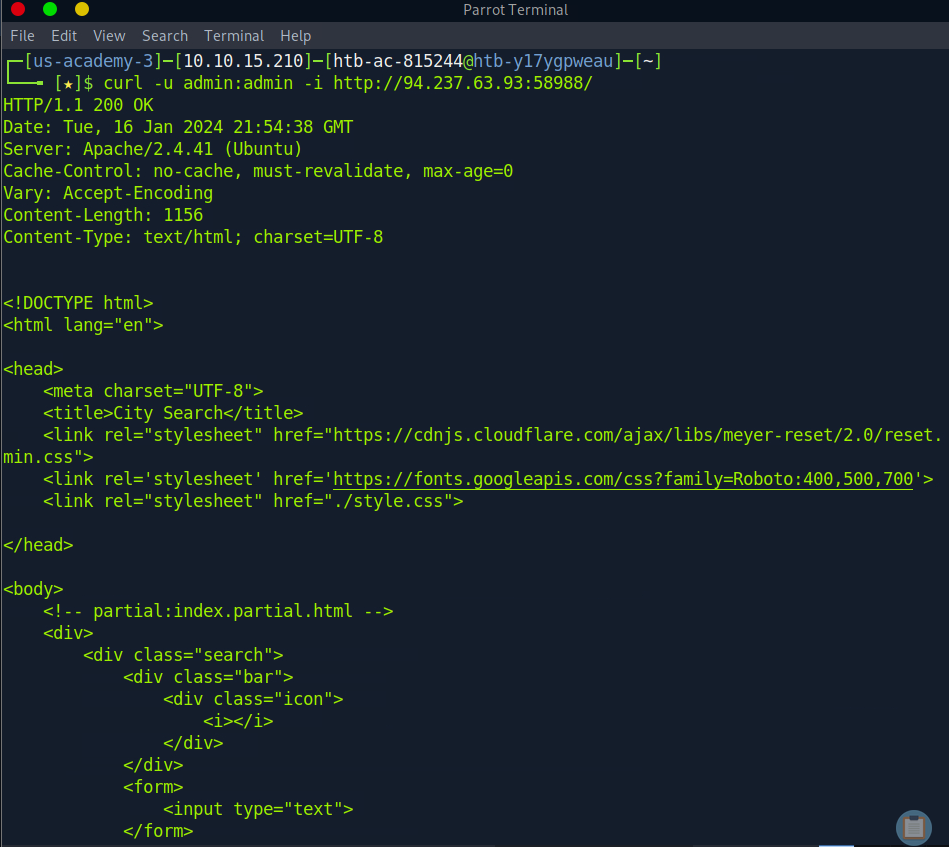 Parrot Terminal
File Edit View Search Terminal Help
┌─[us-academy-3]─[10.10.15.210]─[htb-ac-815244@htb-y17ygpweau]─[~]
└──╼ [★]$ curl -u admin:admin -i http://94.237.63.93:58988/
HTTP/1.1 200 OK
Date: Tue, 16 Jan 2024 21:54:38 GMT
Server: Apache/2.4.41 (Ubuntu)
Cache-Control: no-cache, must-revalidate, max-age=0
Vary: Accept-Encoding
Content-Length: 1156
Content-Type: text/html; charset=UTF-8


<!DOCTYPE html>
<html lang="en">

<head>
    <meta charset="UTF-8">
    <title>City Search</title>
    <link rel="stylesheet" href="https://cdnjs.cloudflare.com/ajax/libs/meyer-reset/2.0/reset.
min.css">
    <link rel='stylesheet' href='https://fonts.googleapis.com/css?family=Roboto:400,500,700'>
    <link rel="stylesheet" href="./style.css">

</head>

<body>
    <!-- partial:index.partial.html -->
    <div>
        <div class="search">
            <div class="bar">
                <div class="icon">
                    <i></i>
                </div>
            </div>
            <form>
                <input type="text">
            </form>